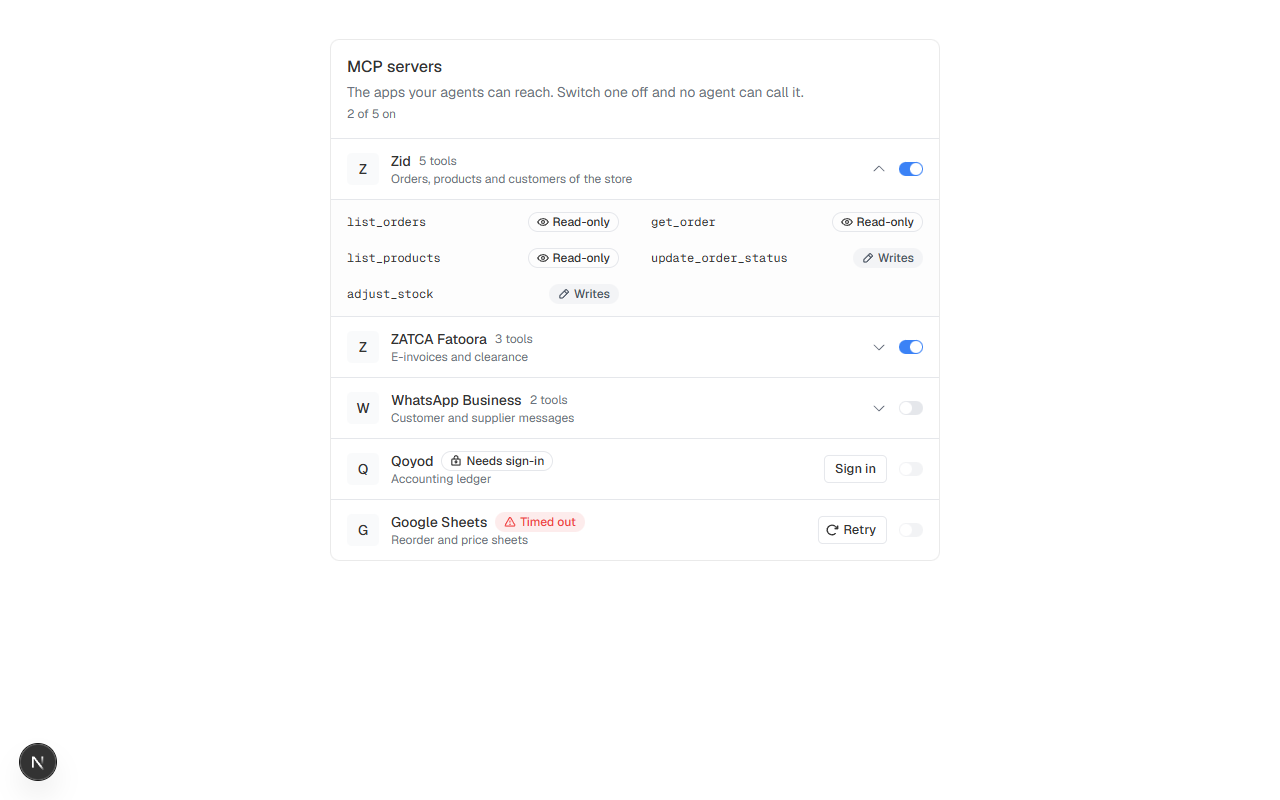 MCP servers
The apps your agents can reach. Switch one off and no agent can call it.
2 of 5 on
Z Zid 5 tools
Orders, products and customers of the store
list_orders Read-only get_order Read-only
list_products Read-only update_order_status Writes
adjust_stock Writes
Z ZATCA Fatoora 3 tools
E-invoices and clearance
W WhatsApp Business 2 tools
Customer and supplier messages
Q Qoyod Needs sign-in Sign in
Accounting ledger
G Google Sheets Timed out Retry
Reorder and price sheets
N